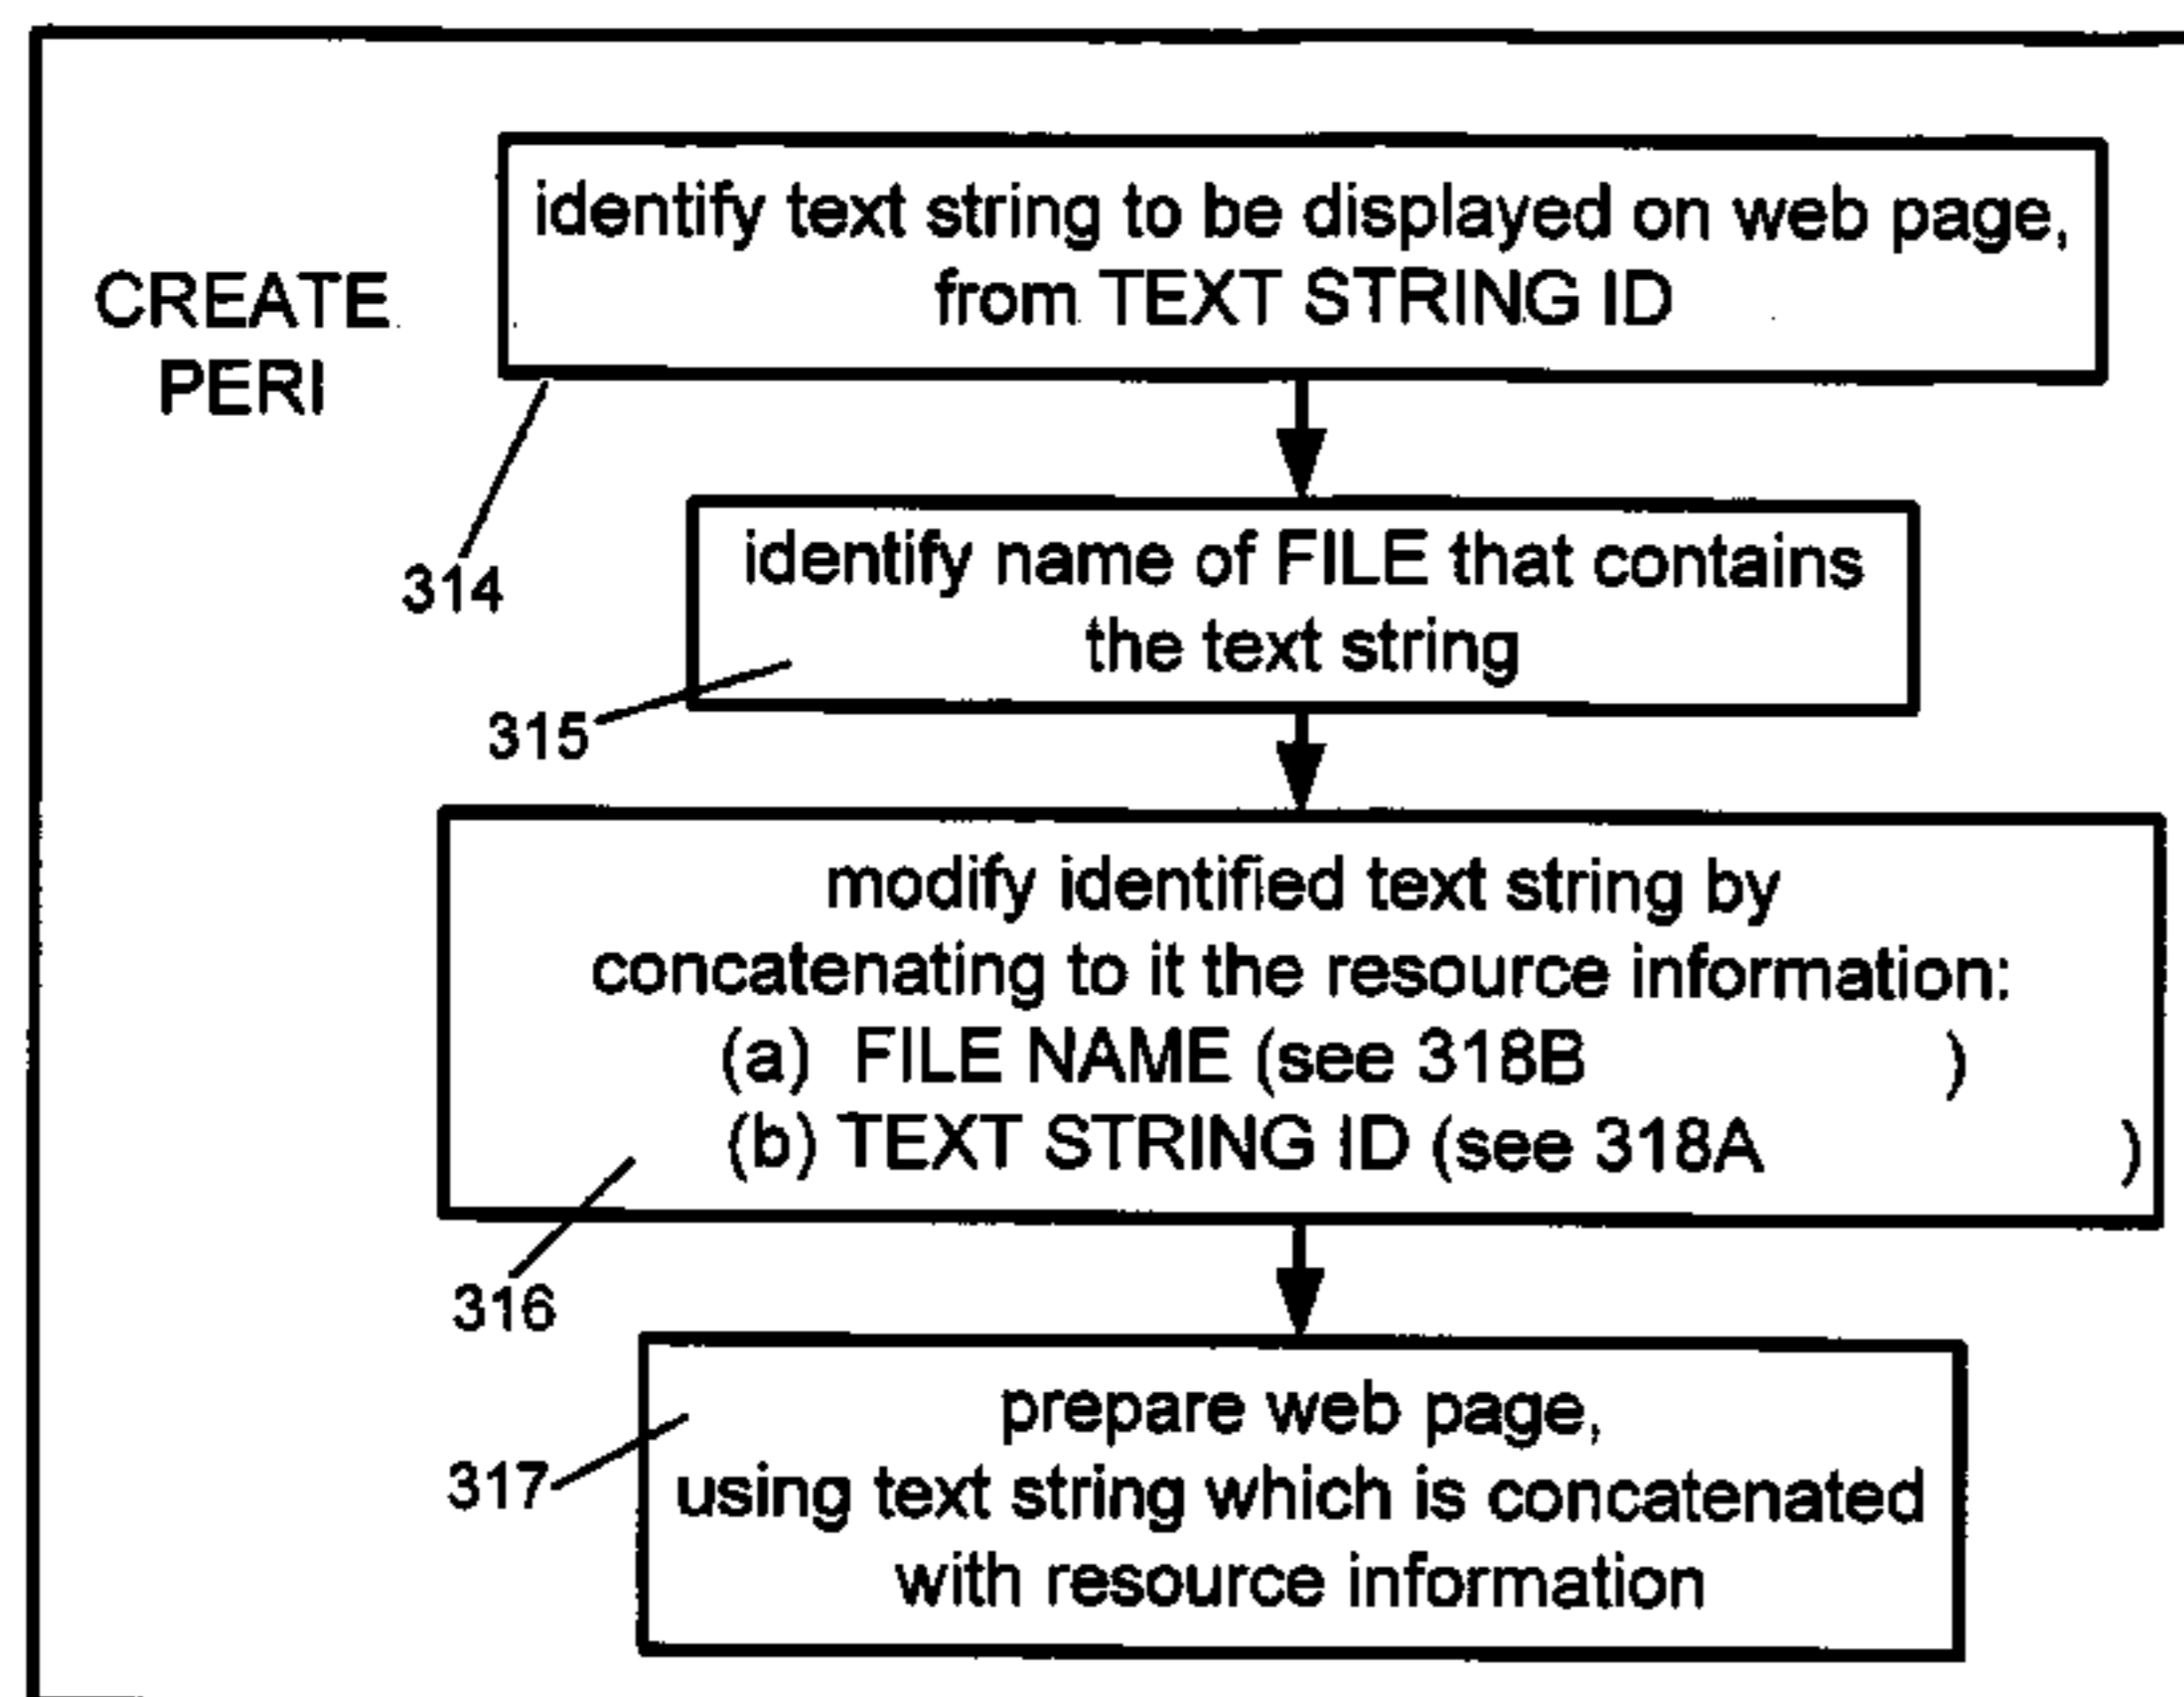 CREATE
PERI
identify text string to be displayed on web page,
from TEXT STRING ID
314
identify name of FILE that contains
the text string
315
modify identified text string by
concatenating to it the resource information:
(a) FILE NAME (see 318B )
(b) TEXT STRING ID (see 318A )
316
prepare web page,
using text string which is concatenated
with resource information
317